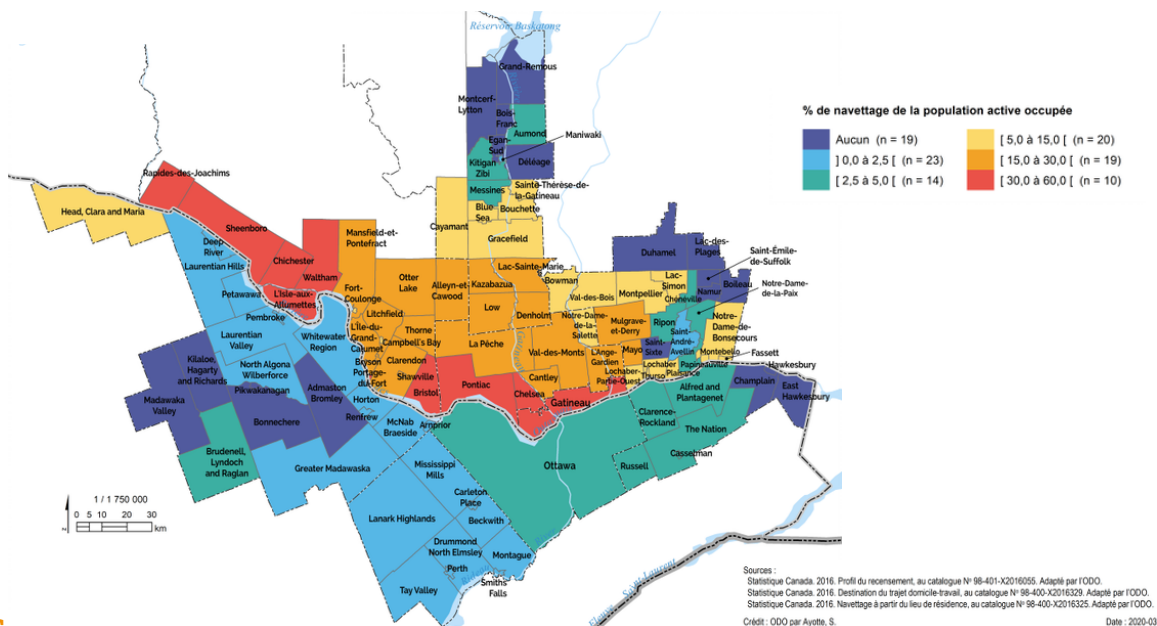 Réservoir Baskatong
Grand-Remous
Montcerf-
Lytton
Bois-
Franc
Aumond
Maniwaki
Egan-
Sud
Kitigan
Zibi
Déléage
Messines
Sainte-Thérèse-de-
la-Gatineau
Blue
Sea
Bouchette
Cayamant
Gracefield
% de navettage de la population active occupée
Aucun (n = 19)
] 0,0 à 2,5 [ (n = 23)
[ 2,5 à 5,0 [ (n = 14)
[ 5,0 à 15,0 [ (n = 20)
[ 15,0 à 30,0 [ (n = 19)
[ 30,0 à 60,0 [ (n = 10)
Rapides-des-Joachims
Head, Clara and Maria
Sheenboro
Deep
River
Laurentian Hills
Chichester
Waltham
Mansfield-et-
Pontefract
Petawawa
L'Isle-aux-
Allumettes
Pembroke
Fort-
Coulonge
Otter
Lake
Alleyn-et-
Cawood
Lac-Sainte-Marie
Kazabazua
Bowman
Litchfield
Low
Denholm
Val-des-Bois
Montpellier
Lac-
Simon
Chénéville
Duhamel
Lac-des-
Plages
Saint-Émile-
de-Suffolk
Boileau
Namur
Notre-Dame-
de-la-Paix
Laurentian
Valley
Whitewater
Region
L'Île-du-
Grand-
Calumet
Thorne
Campbell's Bay
La Pêche
Notre-Dame-
de-la-
Salette
Mulgrave-
et-Derry
Ripon
Saint-
André-
Avellin
Notre-
Dame-de-
Bonsecours
Bryson
Portage-
du-Fort
Clarendon
Shawville
Val-des-Monts
L'Ange-
Gardien
Mayo
Saint-
Sixte
Montebello
Fassett
Hawkesbury
Kilaloe,
Hagarty
and Richards
North Algona
Wilberforce
Pikwakanagan
Admaston
Bromley
Horton
Bristol
Pontiac
Cantley
Chelsea
Lochaber-
Partie-Ouest
Lochaber
Thurso
Plaisance
Papineauville
Gatineau
Madawaka
Valley
Bonnechere
Renfrew
McNab
Braeside
Arnprior
Alfred and
Plantagenet
Champlain
East
Hawkesbury
Clarence-
Rockland
The Nation
Casselman
Brudenell,
Lyndoch
and Raglan
Greater Madawaska
Mississippi
Mills
Ottawa
Russell
Carleton
Place
Lanark Highlands
Beckwith
Drummond
North Elmsley
Montague
Perth
Tay Valley
Smiths
Falls
Fleuve Saint-Laurent
1 / 1 750 000
0 5 10 20 30
km
Sources :
Statistique Canada. 2016. Profil du recensement, au catalogue Nº 98-401-X2016055. Adapté par l'ODO.
Statistique Canada. 2016. Destination du trajet domicile-travail, au catalogue Nº 98-400-X2016329. Adapté par l'ODO.
Statistique Canada. 2016. Navettage à partir du lieu de résidence, au catalogue Nº 98-400-X2016325. Adapté par l'ODO.
Crédit : ODO par Ayotte, S.
Date : 2020-03